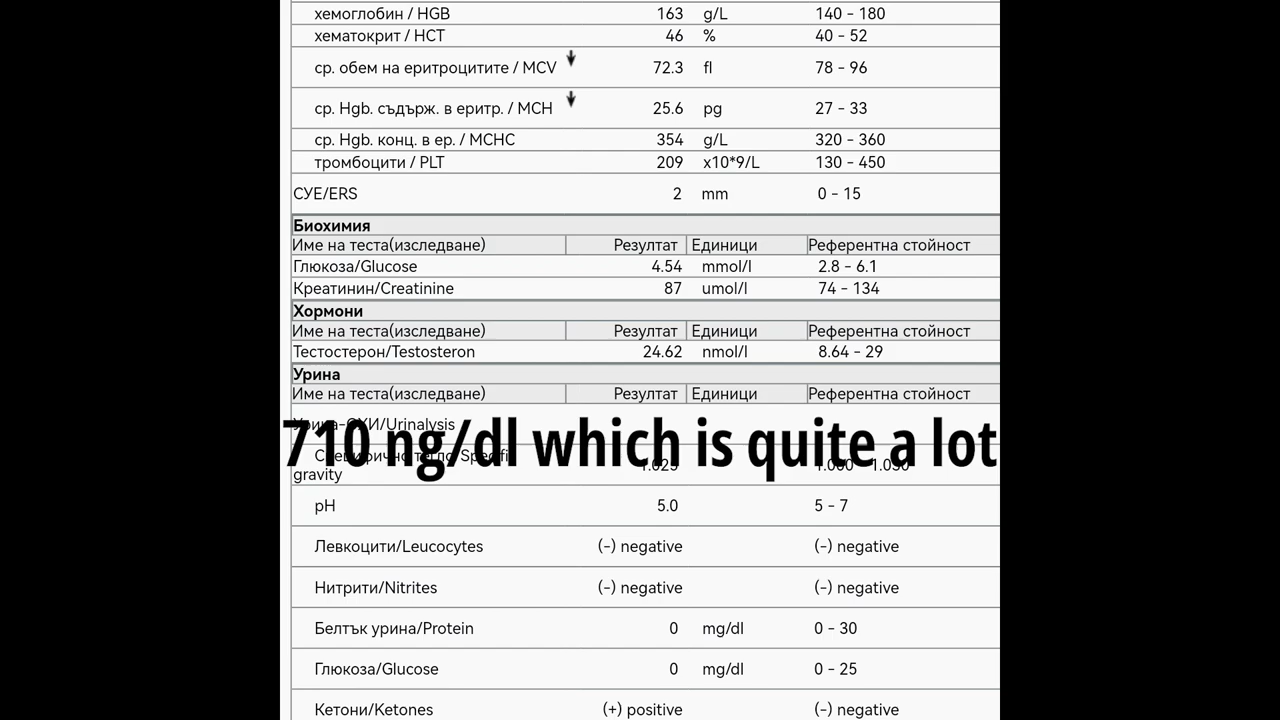 хемоглобин / HGB 163 g/L 140 - 180
хематокрит / HCT 46 % 40 - 52
ср. обем на еритроцитите / MCV 72.3 fl 78 - 96
ср. Hgb. съдърж. в еритр. / MCH 25.6 pg 27 - 33
ср. Hgb. конц. в ер. / MCHC 354 g/L 320 - 360
тромбоцити / PLT 209 x10*9/L 130 - 450
СУЕ/ERS 2 mm 0 - 15
Биохимия
Име на теста(изследване) Резултат Единици Референтна стойност
Глюкоза/Glucose 4.54 mmol/l 2.8 - 6.1
Креатинин/Creatinine 87 umol/l 74 - 134
Хормони
Име на теста(изследване) Резултат Единици Референтна стойност
Тестостерон/Testosteron 24.62 nmol/l 8.64 - 29
Урина
Име на теста(изследване) Резултат Единици Референтна стойност
710 ng/dl which is quite a lot
gravity
pH 5.0 5 - 7
Левкоцити/Leucocytes (-) negative (-) negative
Нитрити/Nitrites (-) negative (-) negative
Белтък урина/Protein 0 mg/dl 0 - 30
Глюкоза/Glucose 0 mg/dl 0 - 25
Кетони/Ketones (+) positive (-) negative